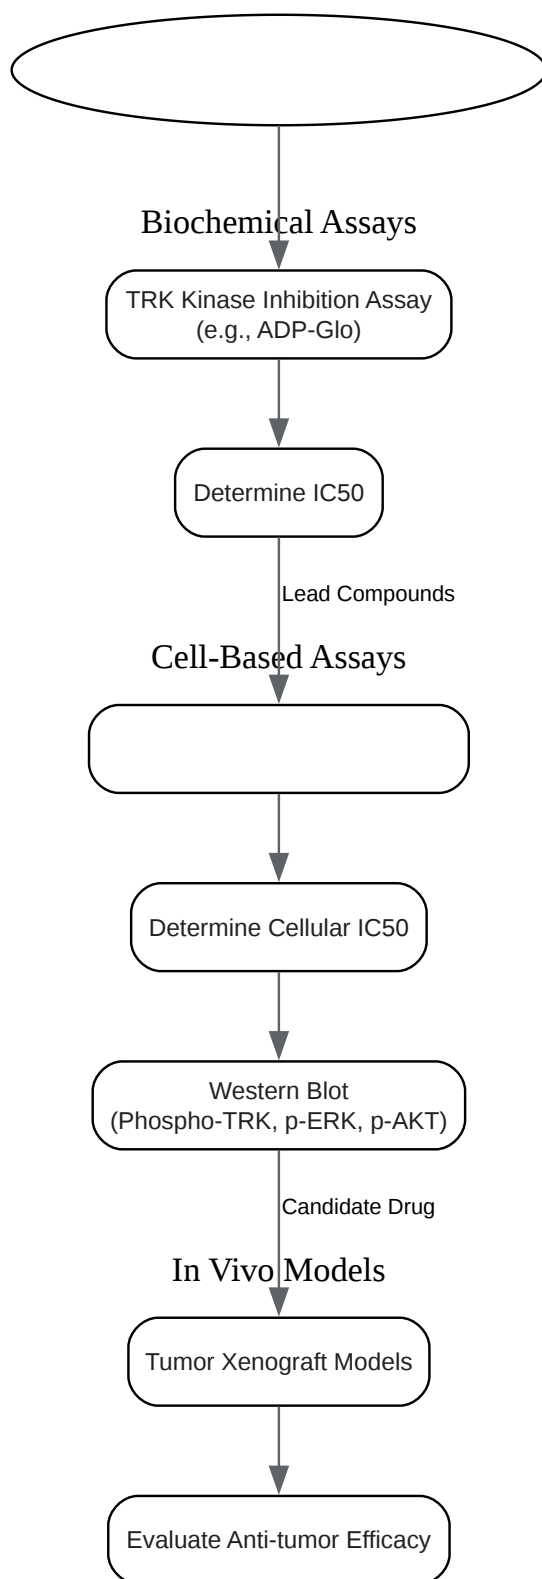 Biochemical Assays
TRK Kinase Inhibition Assay
(e.g., ADP-Glo)
Determine IC50
Lead Compounds
Cell-Based Assays
Determine Cellular IC50
Western Blot
(Phospho-TRK, p-ERK, p-AKT)
Candidate Drug
In Vivo Models
Tumor Xenograft Models
Evaluate Anti-tumor Efficacy